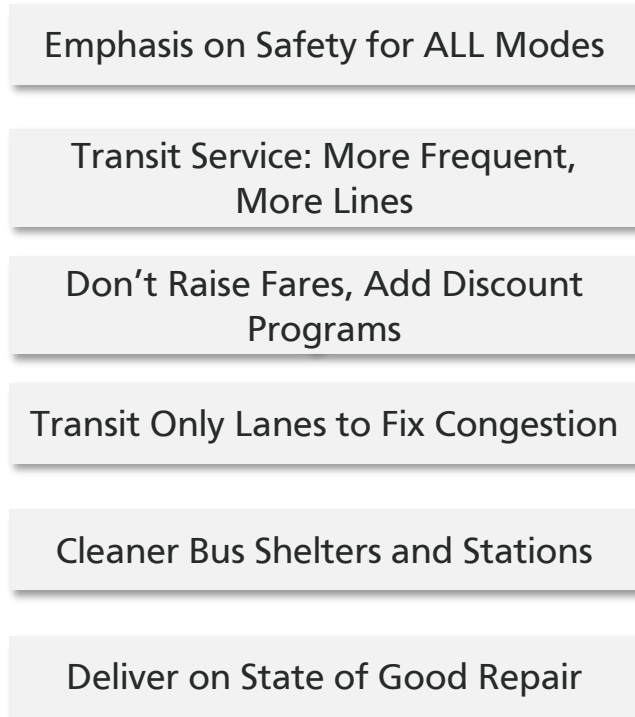 Emphasis on Safety for ALL Modes
Transit Service: More Frequent,
More Lines
Don’t Raise Fares, Add Discount
Programs
Transit Only Lanes to Fix Congestion
Cleaner Bus Shelters and Stations
Deliver on State of Good Repair